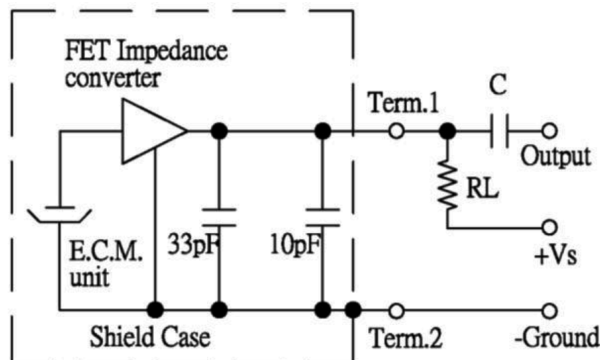 FET Impedance
converter
Term.1
C
Output
RL
+Vs
E.C.M.
unit
33pF
10pF
Shield Case
Term.2
-Ground